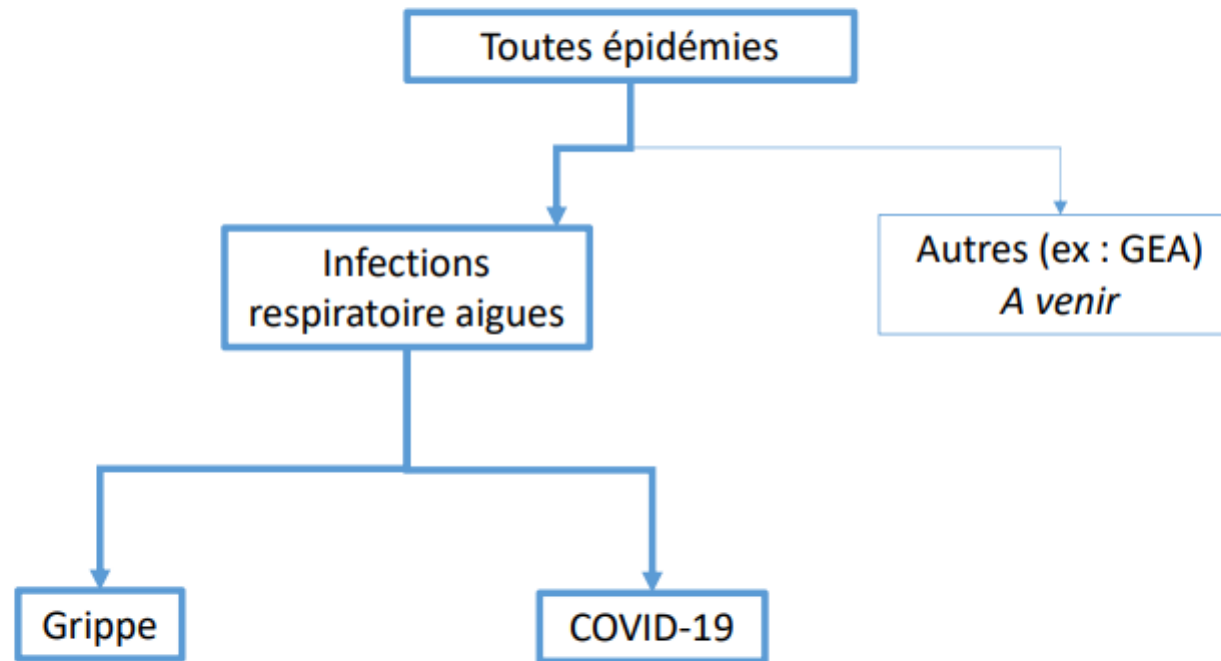 Toutes épidémies
Infections
respiratoire aigues
Autres (ex : GEA)
A venir
Grippe
COVID-19